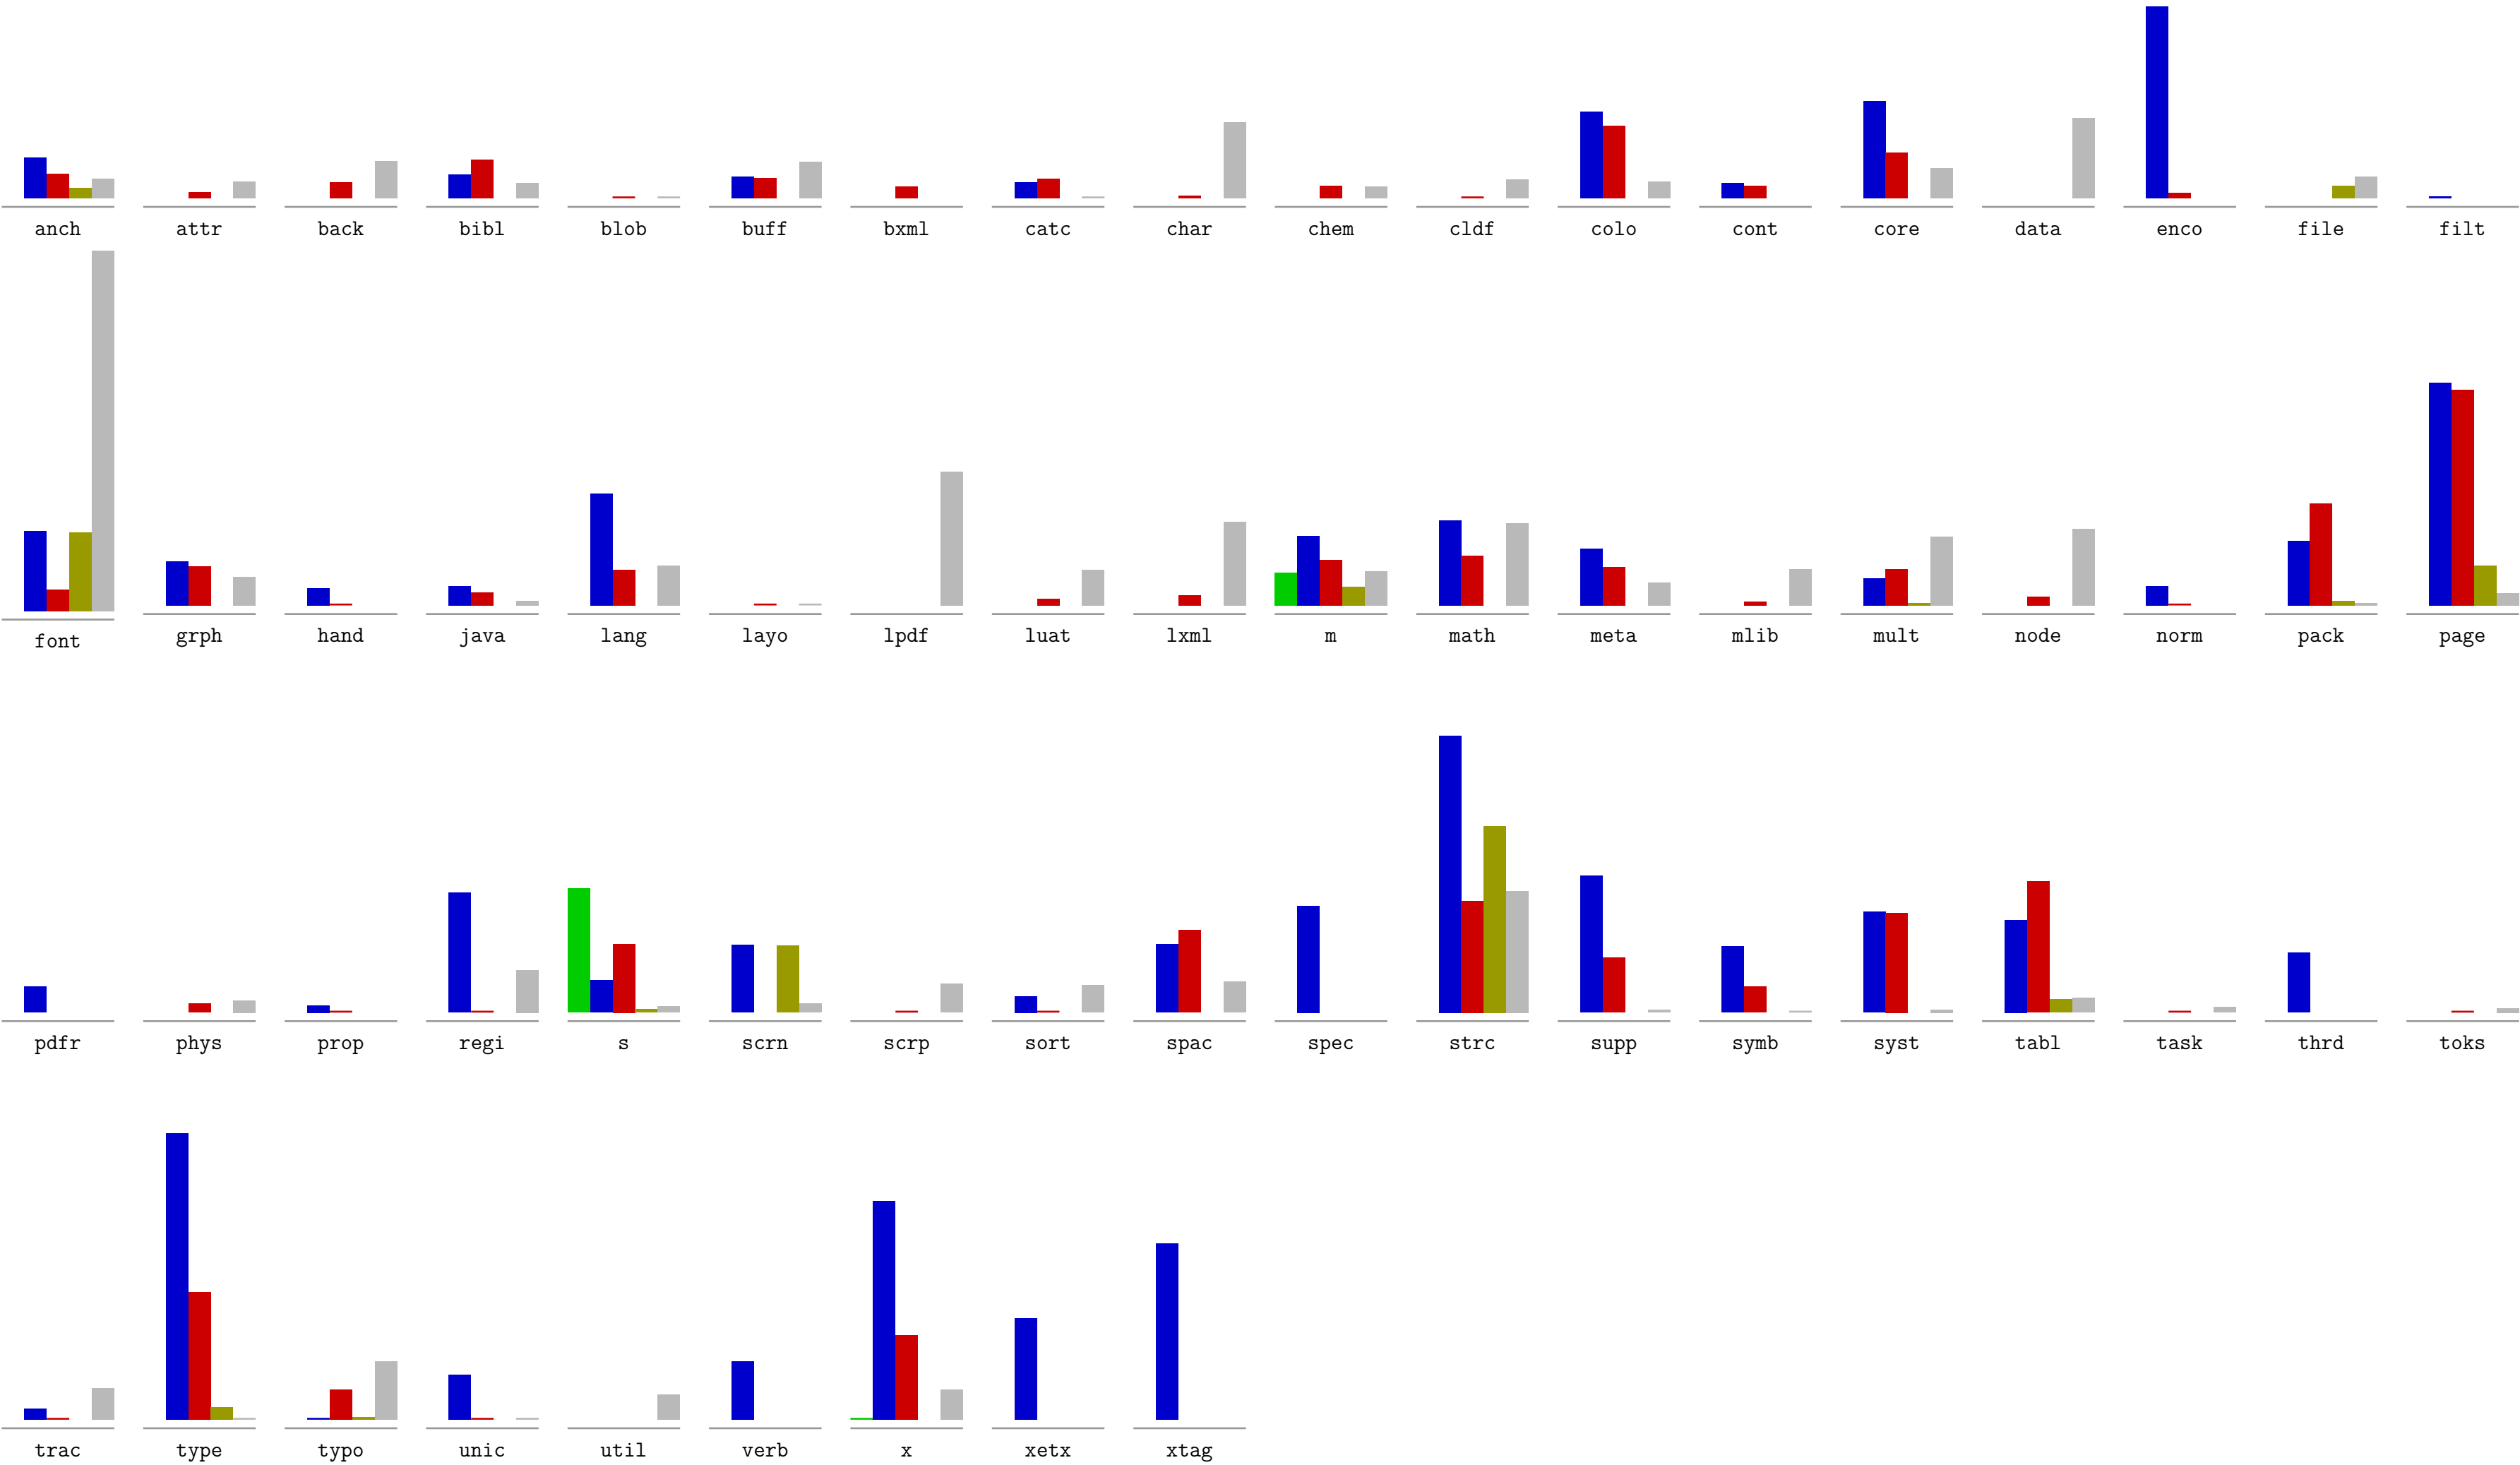 anch attr back bibl blob buff bxml catc char chem cldf colo cont core data enco file filt
font grph hand java lang layo lpdf luat lxml m math meta mlib mult node norm pack page
pdfr phys prop regi s scrn scrp sort spac spec strc supp symb syst tabl task thrd toks
trac type typo unic util verb x xetx xtag